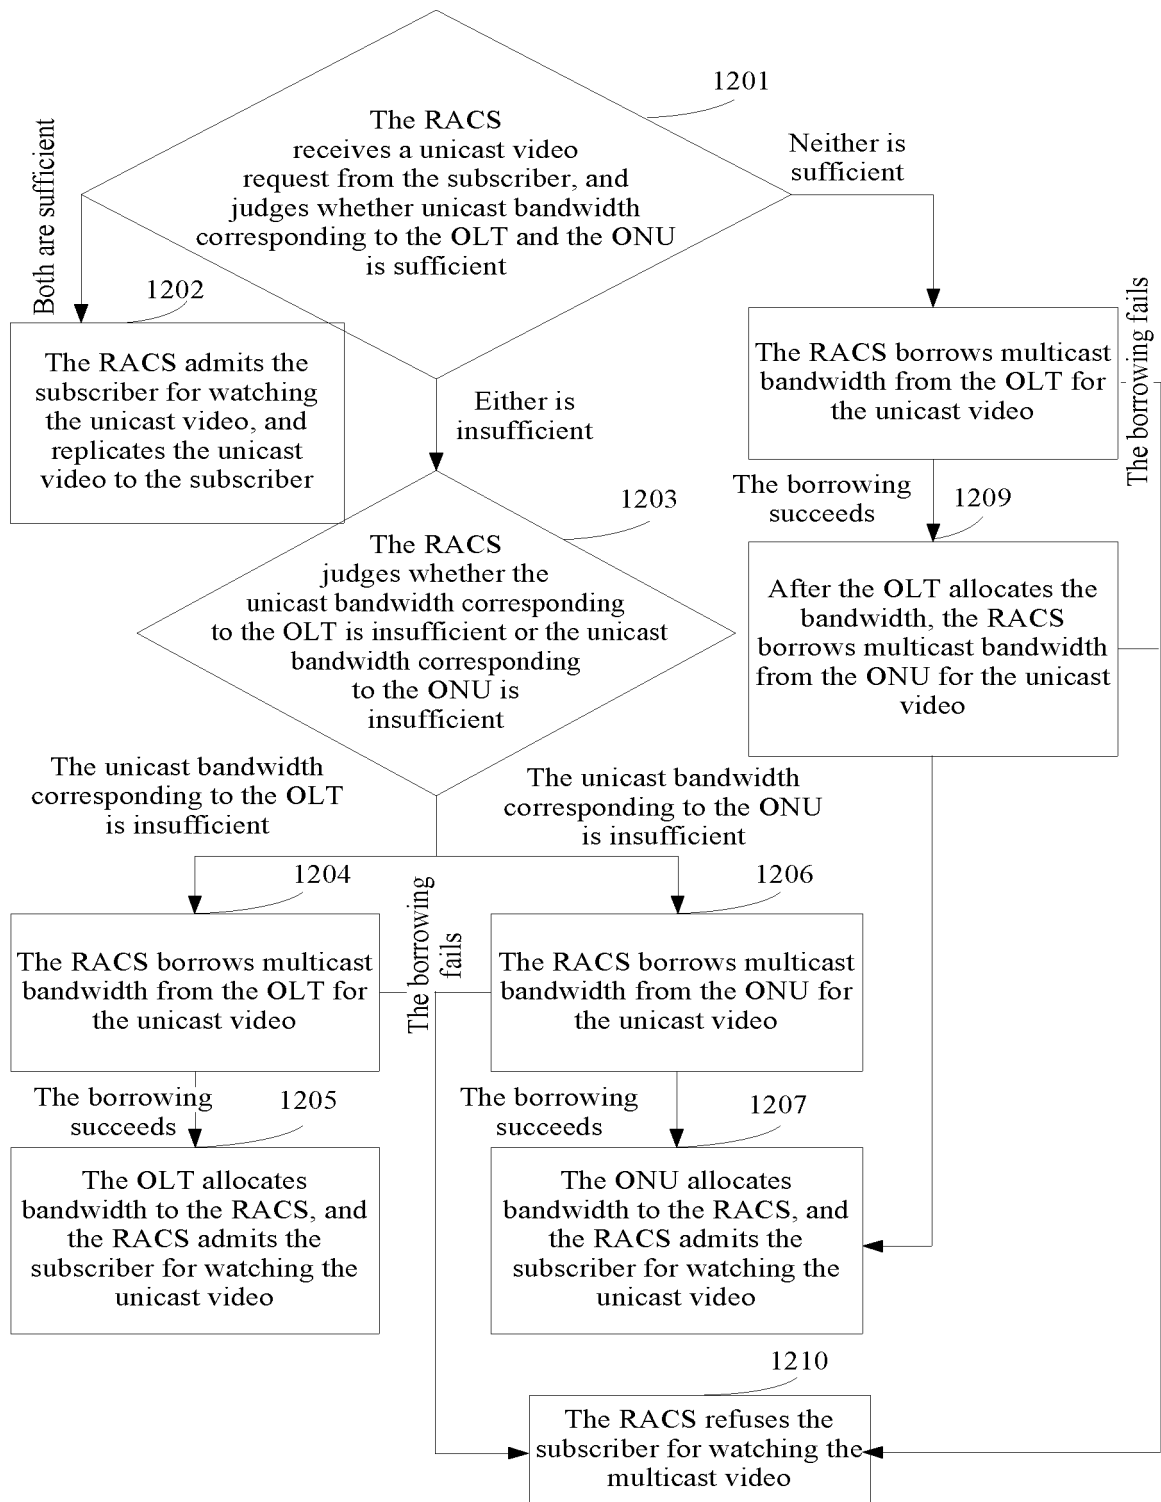 1201
The RACS
receives a unicast video
request from the subscriber, and
judges whether unicast bandwidth
corresponding to the OLT and the ONU
is sufficient
Both are sufficient
Neither is
sufficient
1202
The RACS admits the
subscriber for watching
the unicast video, and
replicates the unicast
video to the subscriber
Either is
insufficient
The RACS borrows multicast
bandwidth from the OLT for
the unicast video
The borrowing fails
The borrowing
succeeds
1203
The RACS
judges whether the
unicast bandwidth corresponding
to the OLT is insufficient or the unicast
bandwidth corresponding
to the ONU is
insufficient
1209
After the OLT allocates the
bandwidth, the RACS
borrows multicast bandwidth
from the ONU for the unicast
video
The unicast bandwidth
corresponding to the OLT
is insufficient
The unicast bandwidth
corresponding to the ONU
is insufficient
1204
The RACS borrows multicast
bandwidth from the OLT for
the unicast video
The borrowing
fails
1206
The RACS borrows multicast
bandwidth from the ONU for
the unicast video
The borrowing
succeeds
1205
The OLT allocates
bandwidth to the RACS, and
the RACS admits the
subscriber for watching the
unicast video
The borrowing
succeeds
1207
The ONU allocates
bandwidth to the RACS, and
the RACS admits the
subscriber for watching the
unicast video
1210
The RACS refuses the
subscriber for watching the
multicast video